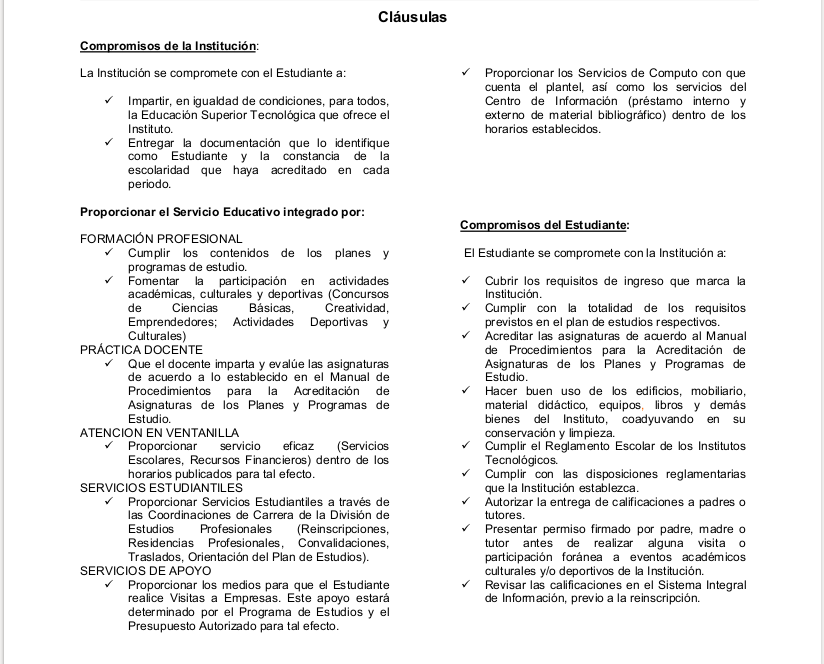 Cláusulas
Compromisos de la Institución:
La Institución se compromete con el Estudiante a:
✓ Impartir, en igualdad de condiciones, para todos,
la Educación Superior Tecnológica que ofrece el
Instituto.
✓ Entregar la documentación que lo identifique
como Estudiante y la constancia de la
escolaridad que haya acreditado en cada
periodo.
Proporcionar el Servicio Educativo integrado por:
FORMACIÓN PROFESIONAL
✓ Cumplir los contenidos de los planes y
programas de estudio.
✓ Fomentar la participación en actividades
académicas, culturales y deportivas (Concursos
de Ciencias Básicas, Creatividad,
Emprendedores; Actividades Deportivas y
Culturales)
PRÁCTICA DOCENTE
✓ Que el docente imparta y evalúe las asignaturas
de acuerdo a lo establecido en el Manual de
Procedimientos para la Acreditación de
Asignaturas de los Planes y Programas de
Estudio.
ATENCION EN VENTANILLA
✓ Proporcionar servicio eficaz (Servicios
Escolares, Recursos Financieros) dentro de los
horarios publicados para tal efecto.
SERVICIOS ESTUDIANTILES
✓ Proporcionar Servicios Estudiantiles a través de
las Coordinaciones de Carrera de la División de
Estudios Profesionales (Reinscripciones,
Residencias Profesionales, Convalidaciones,
Traslados, Orientación del Plan de Estudios).
SERVICIOS DE APOYO
✓ Proporcionar los medios para que el Estudiante
realice Visitas a Empresas. Este apoyo estará
determinado por el Programa de Estudios y el
Presupuesto Autorizado para tal efecto.
✓ Proporcionar los Servicios de Computo con que
cuenta el plantel, así como los servicios del
Centro de Información (préstamo interno y
externo de material bibliográfico) dentro de los
horarios establecidos.
Compromisos del Estudiante:
El Estudiante se compromete con la Institución a:
✓ Cubrir los requisitos de ingreso que marca la
Institución.
✓ Cumplir con la totalidad de los requisitos
previstos en el plan de estudios respectivos.
✓ Acreditar las asignaturas de acuerdo al Manual
de Procedimientos para la Acreditación de
Asignaturas de los Planes y Programas de
Estudio.
✓ Hacer buen uso de los edificios, mobiliario,
material didáctico, equipos, libros y demás
bienes del Instituto, coadyuvando en su
conservación y limpieza.
✓ Cumplir el Reglamento Escolar de los Institutos
Tecnológicos.
✓ Cumplir con las disposiciones reglamentarias
que la Institución establezca.
✓ Autorizar la entrega de calificaciones a padres o
tutores.
✓ Presentar permiso firmado por padre, madre o
tutor antes de realizar alguna visita o
participación foránea a eventos académicos
culturales y/o deportivos de la Institución.
✓ Revisar las calificaciones en el Sistema Integral
de Información, previo a la reinscripción.